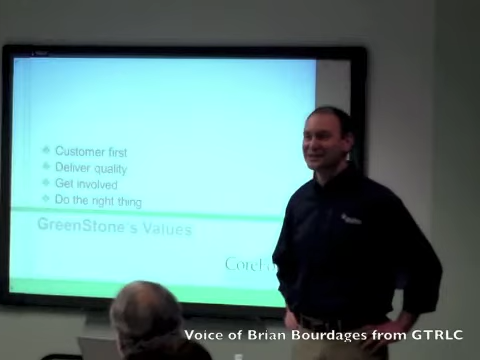 Customer first
Deliver quality
Get involved
Do the right thing
GreenStone's Values
Voice of Brian Bourdages from GTRLC